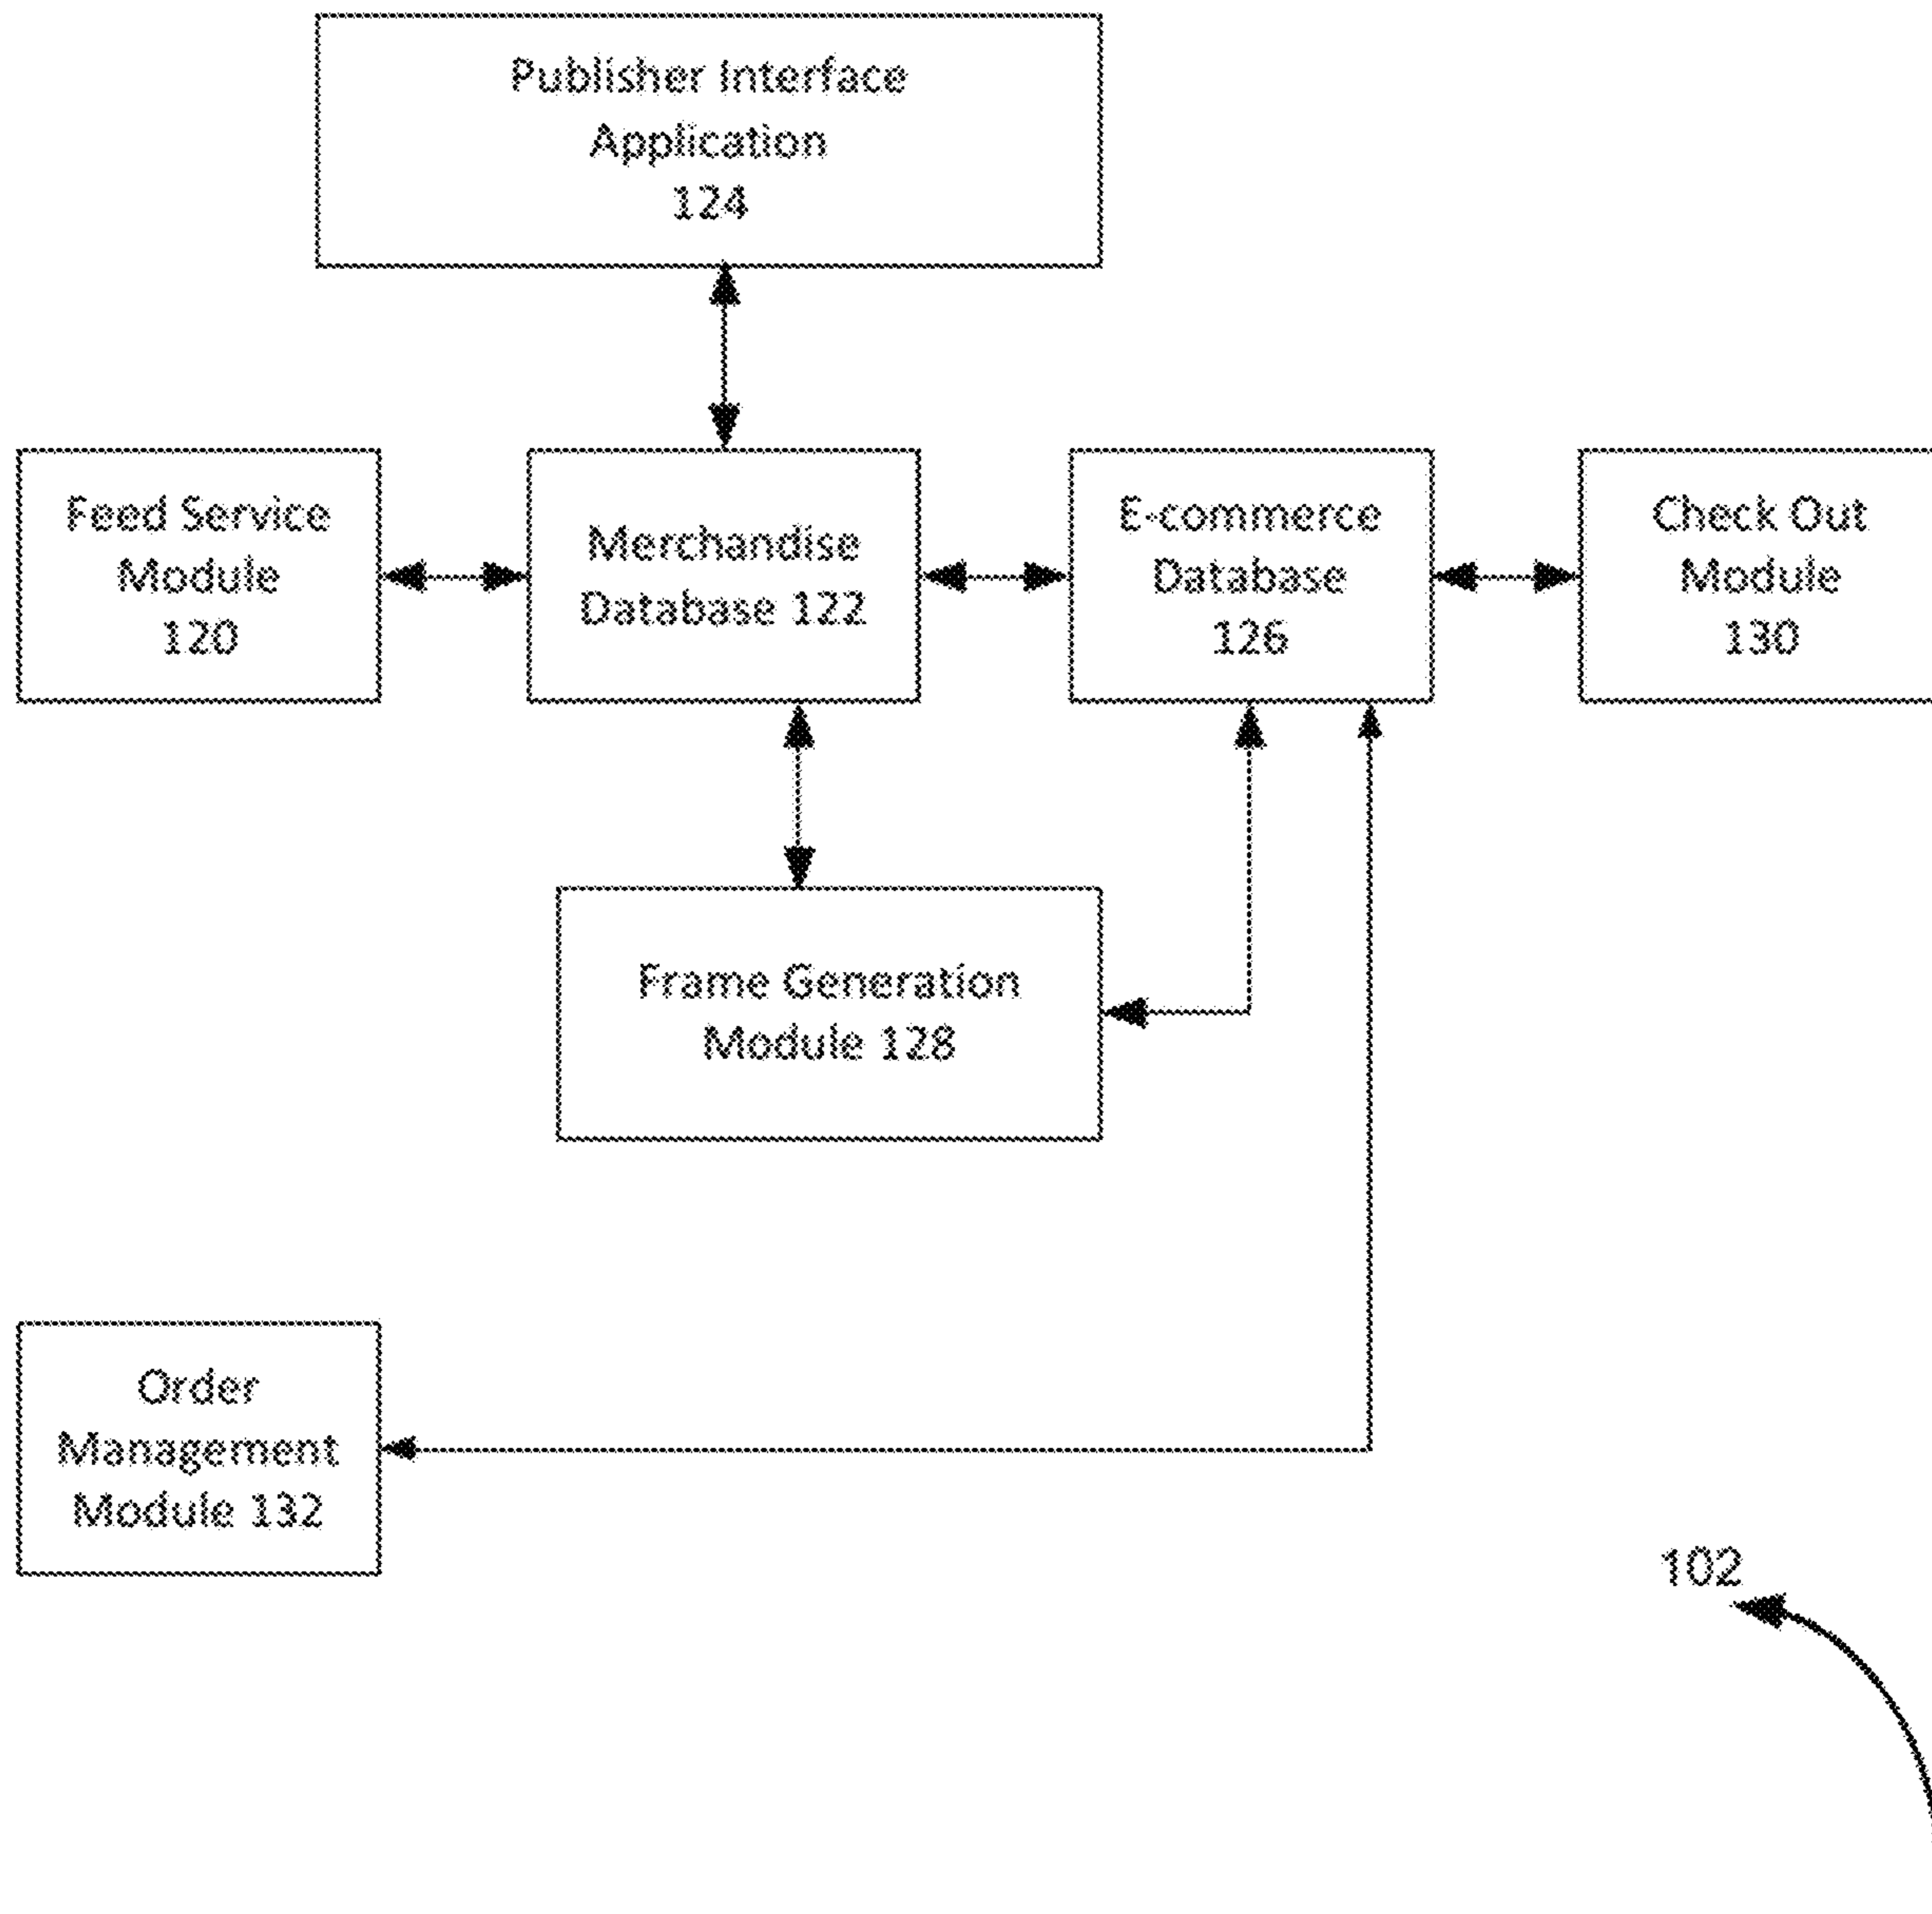 Publisher Interface
Application
124
Feed Service
Module
120
Merchandise
Database 122
E-commerce
Database
126
Check Out
Module
130
Frame Generation
Module 128
Order
Management
Module 132
102